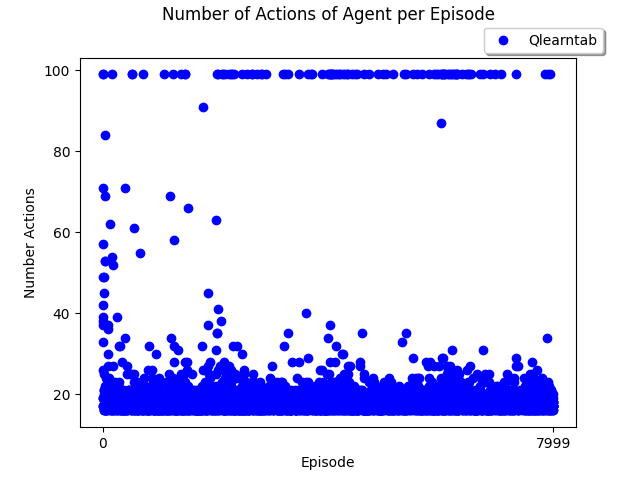 Number of Actions of Agent per Episode
Qlearntab
100
80
60
40
20
Number Actions
0 7999
Episode